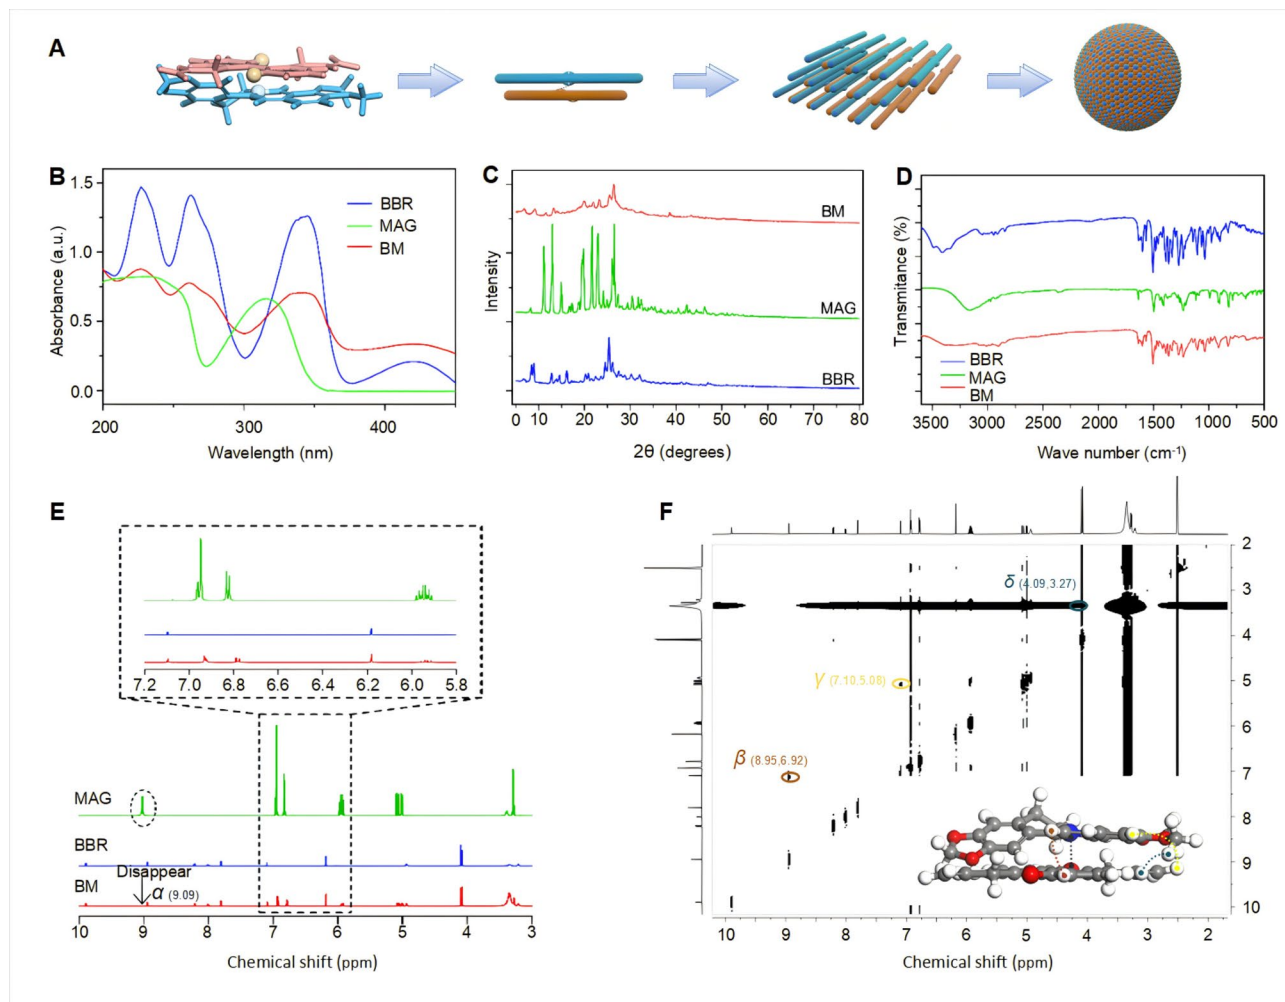 A
B
1.5
1.0
0.5
0.0
Absorbance (a.u.)
BBR
MAG
BM
200
300
400
Wavelength (nm)
C
Intensity
BM
MAG
BBR
0 10 20 30 40 50 60 70 80
2θ (degrees)
D
Transmitance (%)
BBR
MAG
BM
3500 3000 2500 2000 1500 1000 500
Wave number (cm⁻¹)
E
7.2 7.0 6.8 6.6 6.4 6.2 6.0 5.8
MAG
BBR
Disappear
BM
α (9.09)
10 9 8 7 6 5 4 3
Chemical shift (ppm)
F
δ (4.09,3.27)
γ (7.10,5.08)
β (8.95,6.92)
2
3
4
5
6
7
8
9
10
10 9 8 7 6 5 4 3 2
Chemical shift (ppm)